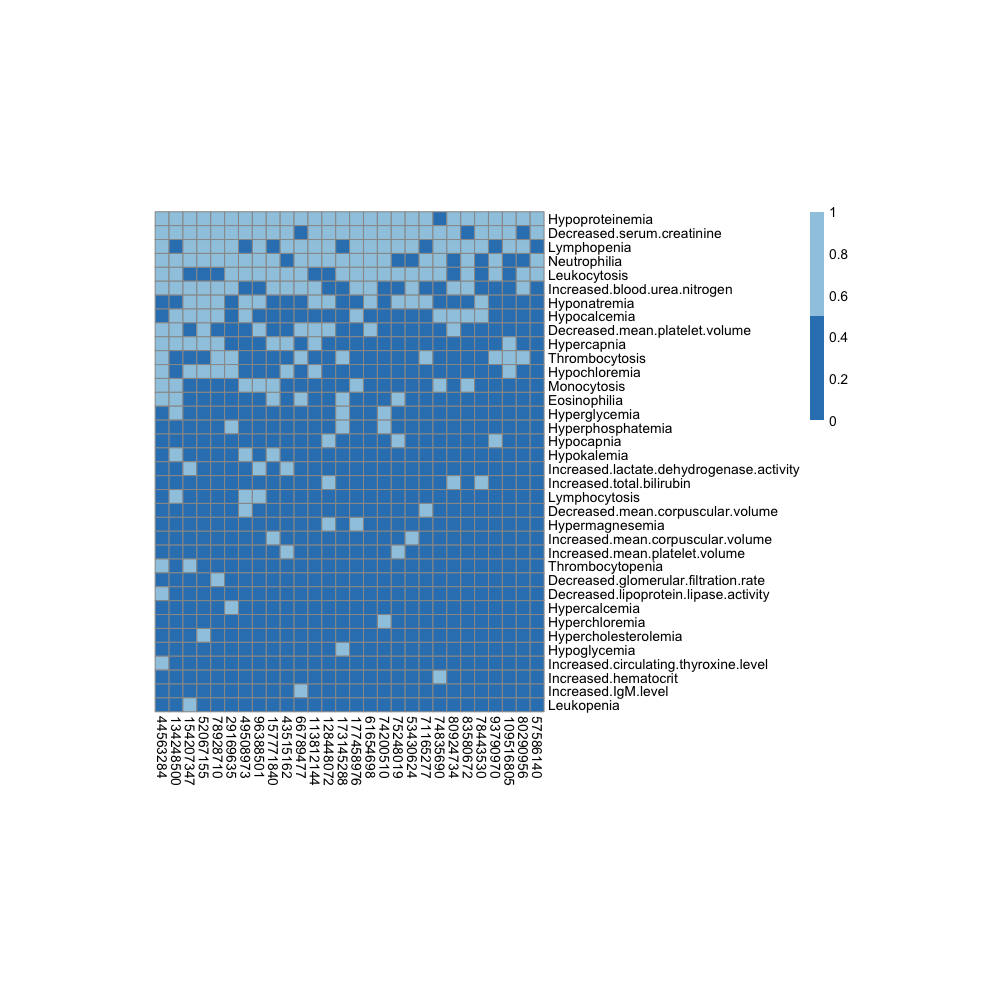 Hypoproteinemia
Decreased.serum.creatinine
Lymphopenia
Neutrophilia
Leukocytosis
Increased.blood.urea.nitrogen
Hyponatremia
Hypocalcemia
Decreased.mean.platelet.volume
Hypercapnia
Thrombocytosis
Hypochloremia
Monocytosis
Eosinophilia
Hyperglycemia
Hyperphosphatemia
Hypocapnia
Hypokalemia
Increased.lactate.dehydrogenase.activity
Increased.total.bilirubin
Lymphocytosis
Decreased.mean.corpuscular.volume
Hypermagnesemia
Increased.mean.corpuscular.volume
Increased.mean.platelet.volume
Thrombocytopenia
Decreased.glomerular.filtration.rate
Decreased.lipoprotein.lipase.activity
Hypercalcemia
Hyperchloremia
Hypercholesterolemia
Hypoglycemia
Increased.circulating.thyroxine.level
Increased.hematocrit
Increased.IgM.level
Leukopenia
44563284
134248500
154207347
52067155
78928710
29169635
49508973
96388501
157771840
43515162
66789477
113812144
128448072
173145288
177458976
61654698
74200510
75248019
53430624
71165277
74835690
80924734
83580672
78443530
93790970
109516805
80290956
57586140
1
0.8
0.6
0.4
0.2
0